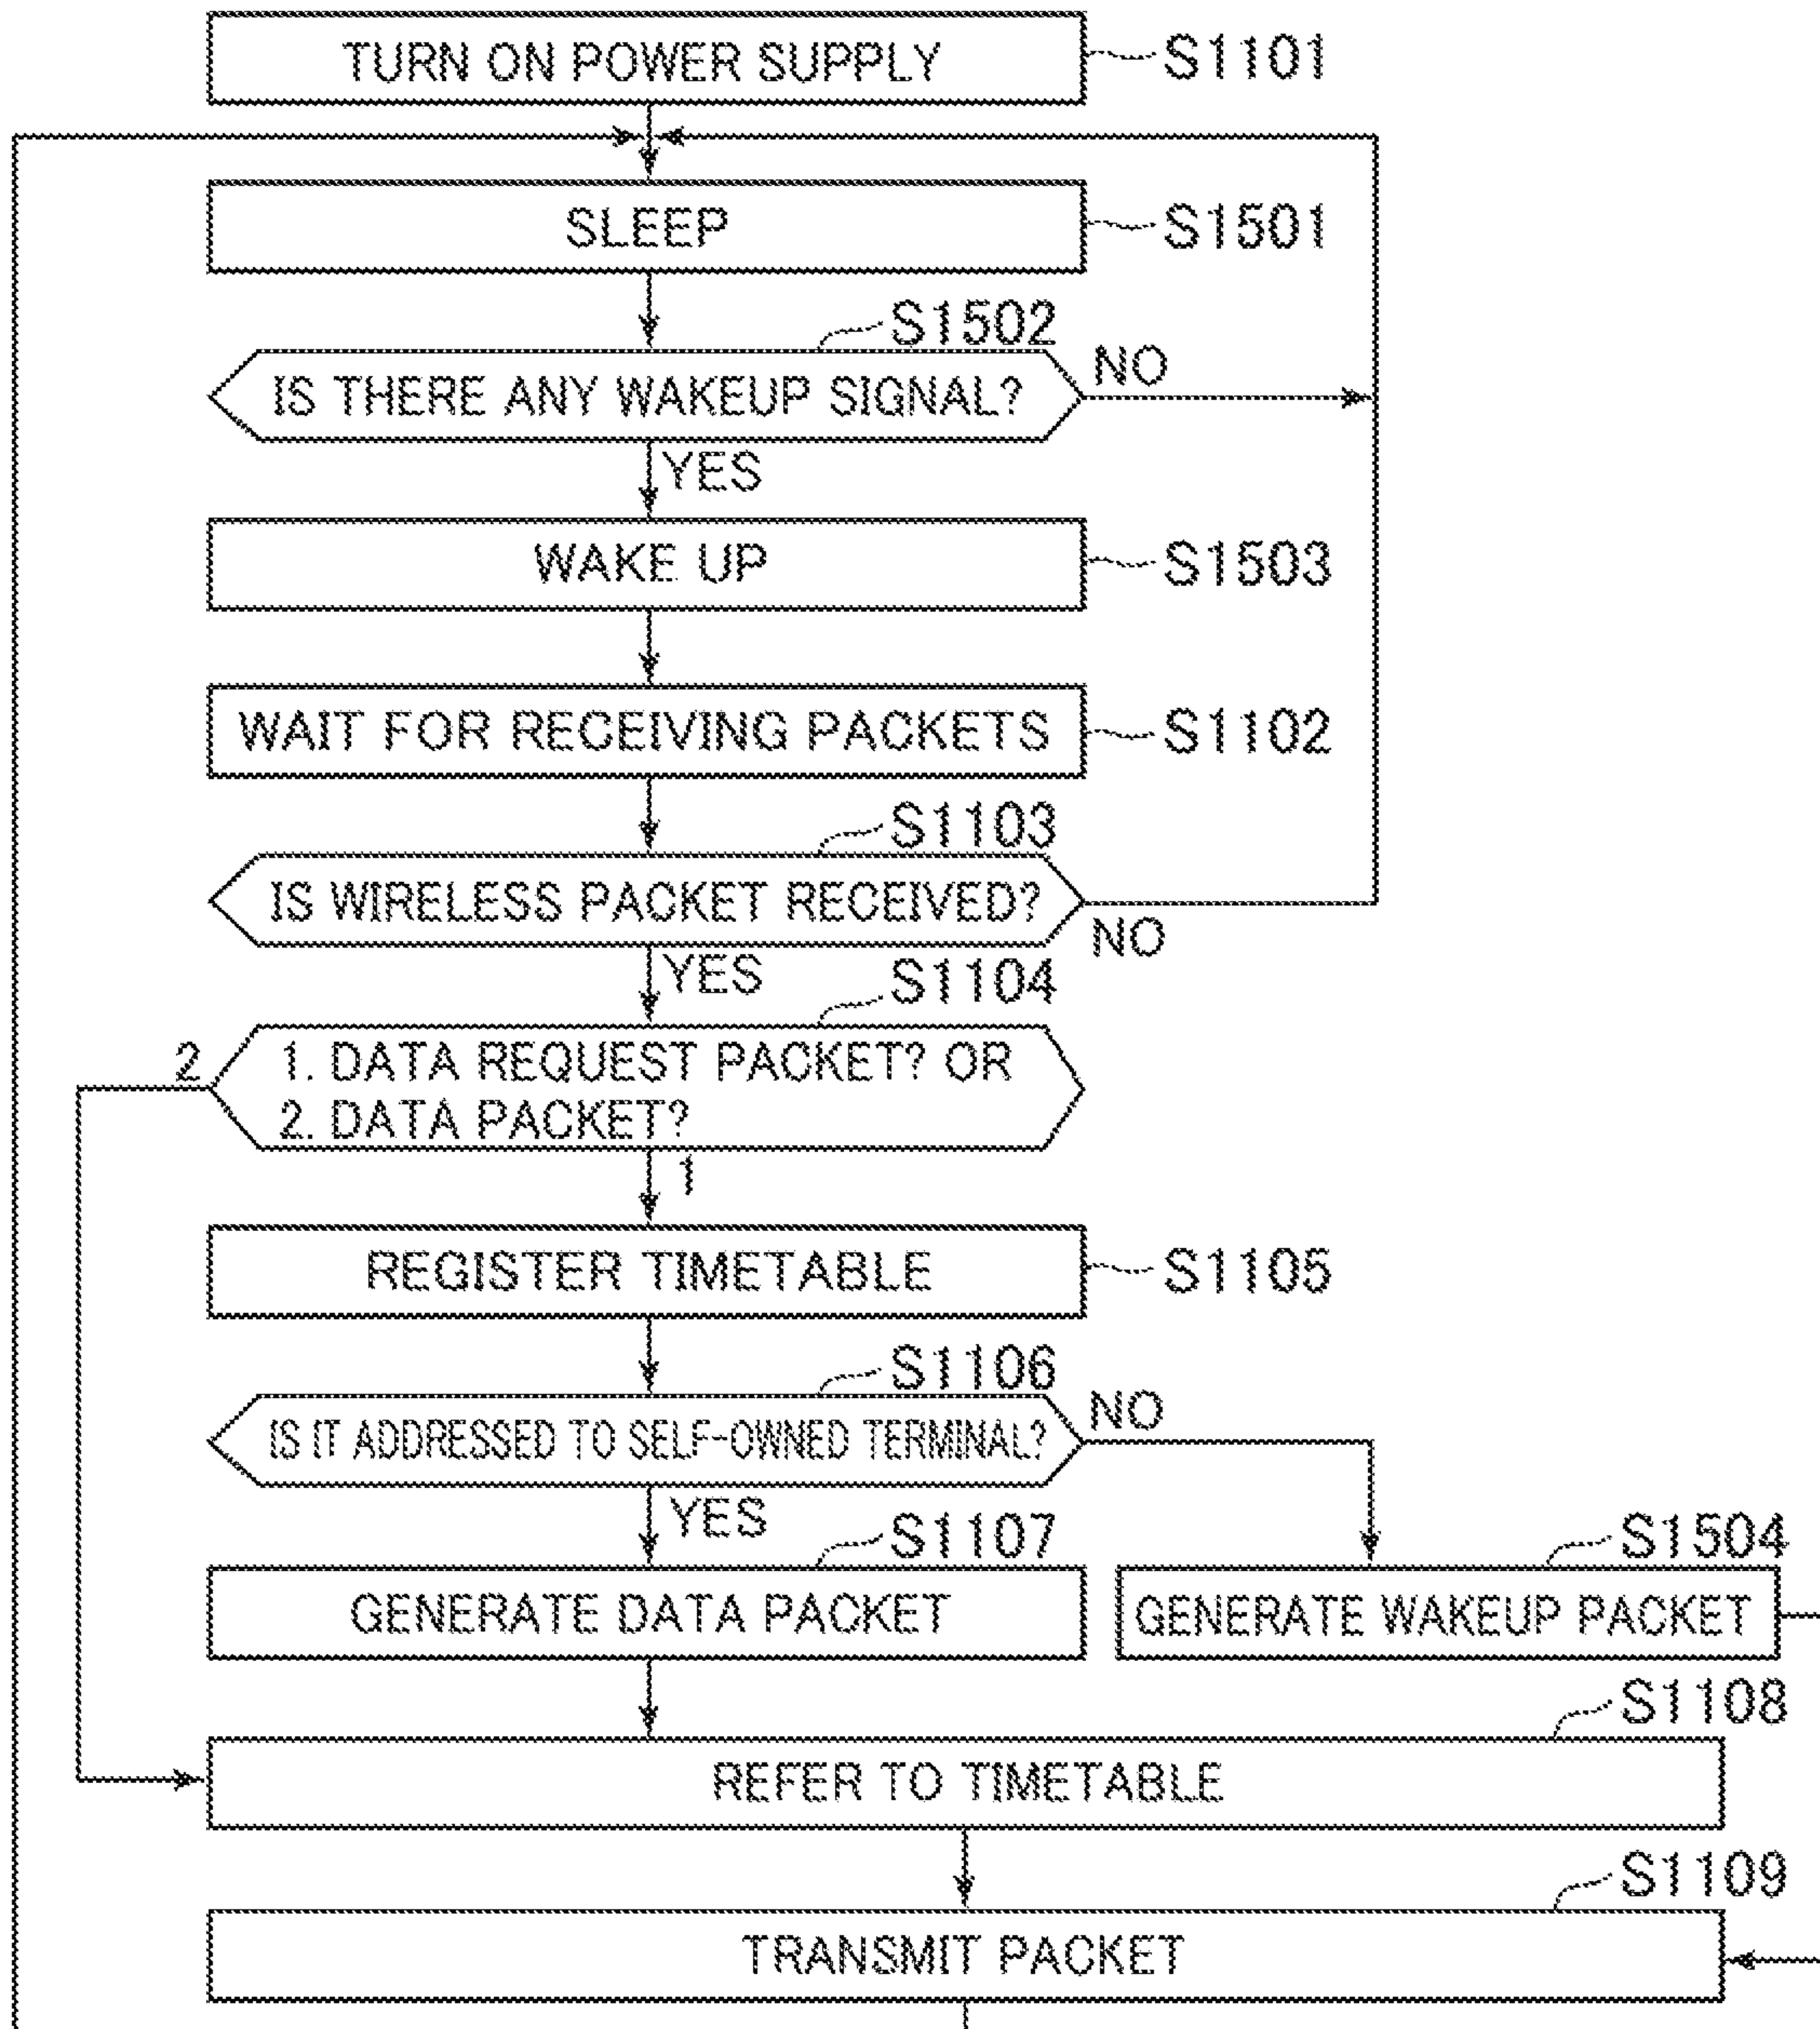 TURN ON POWER SUPPLY S1101
SLEEP S1501
S1502
IS THERE ANY WAKEUP SIGNAL? NO
YES
WAKE UP S1503
WAIT FOR RECEIVING PACKETS S1102
S1103
IS WIRELESS PACKET RECEIVED?
NO
YES S1104
2 1. DATA REQUEST PACKET? OR
2. DATA PACKET?
1
REGISTER TIMETABLE S1105
S1106
IS IT ADDRESSED TO SELF-OWNED TERMINAL? NO
YES S1107 S1504
GENERATE DATA PACKET GENERATE WAKEUP PACKET
S1108
REFER TO TIMETABLE
S1109
TRANSMIT PACKET